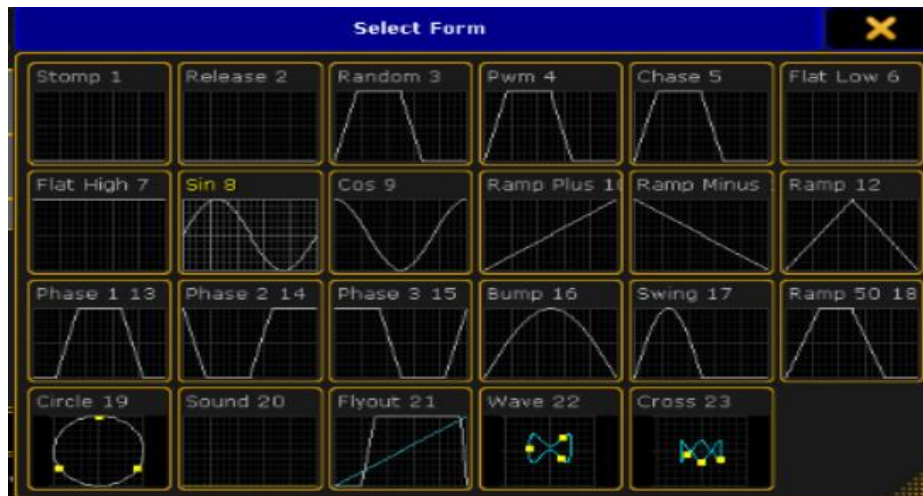 Select Form
Stomp 1
Release 2
Random 3
Pwm 4
Chase 5
Flat Low 6
Flat High 7
Sin 8
Cos 9
Ramp Plus 10
Ramp Minus
Ramp 12
Phase 1 13
Phase 2 14
Phase 3 15
Bump 16
Swing 17
Ramp 50 18
Circle 19
Sound 20
Flyout 21
Wave 22
Cross 23